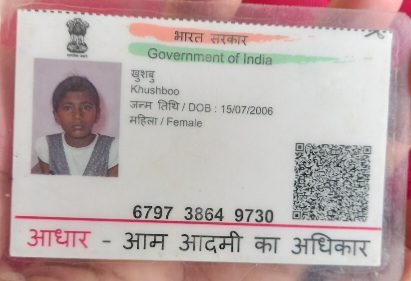 भारत सरकार
Government of India
खुशबु
Khushboo
जन्म तिथि / DOB : 15/07/2006
महिला / Female
6797 3864 9730
आधार - आम आदमी का अधिकार